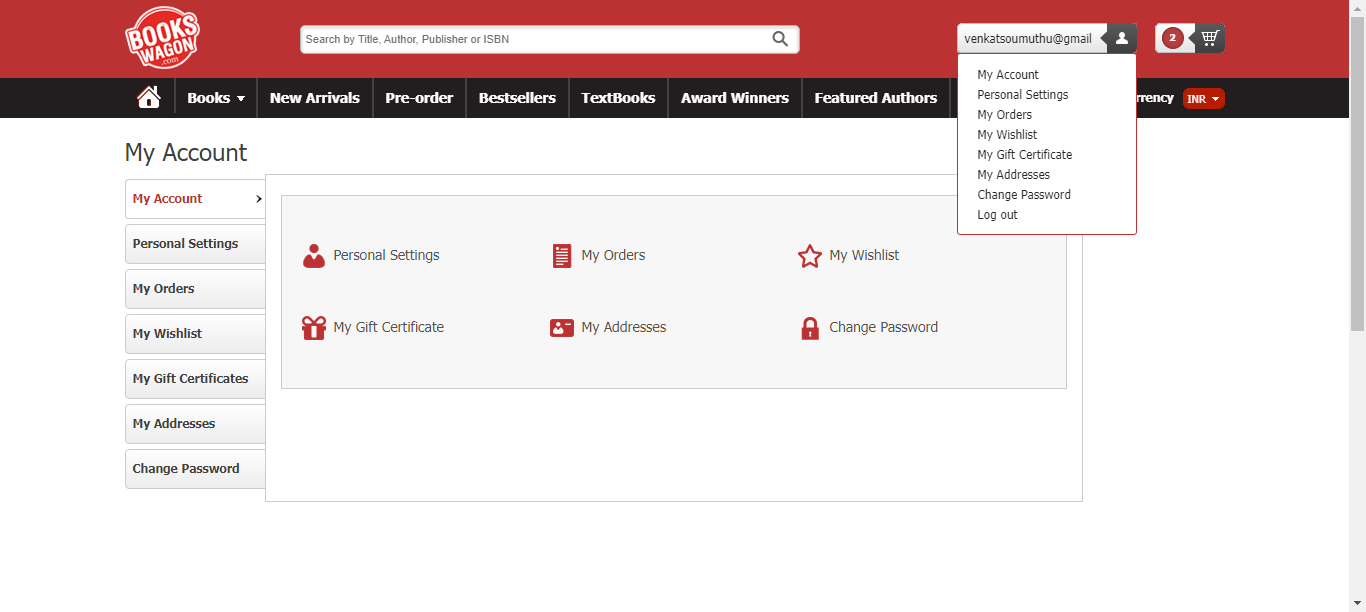 BOOKS
WAGON
.com
Search by Title, Author, Publisher or ISBN
venkatsoumuthu@gmail
2
Books
New Arrivals
Pre-order
Bestsellers
TextBooks
Award Winners
Featured Authors
rrency
INR
My Account
Personal Settings
My Orders
My Wishlist
My Gift Certificate
My Addresses
Change Password
Log out
My Account
My Account
Personal Settings
My Orders
My Wishlist
My Gift Certificates
My Addresses
Change Password
Personal Settings
My Orders
My Wishlist
My Gift Certificate
My Addresses
Change Password